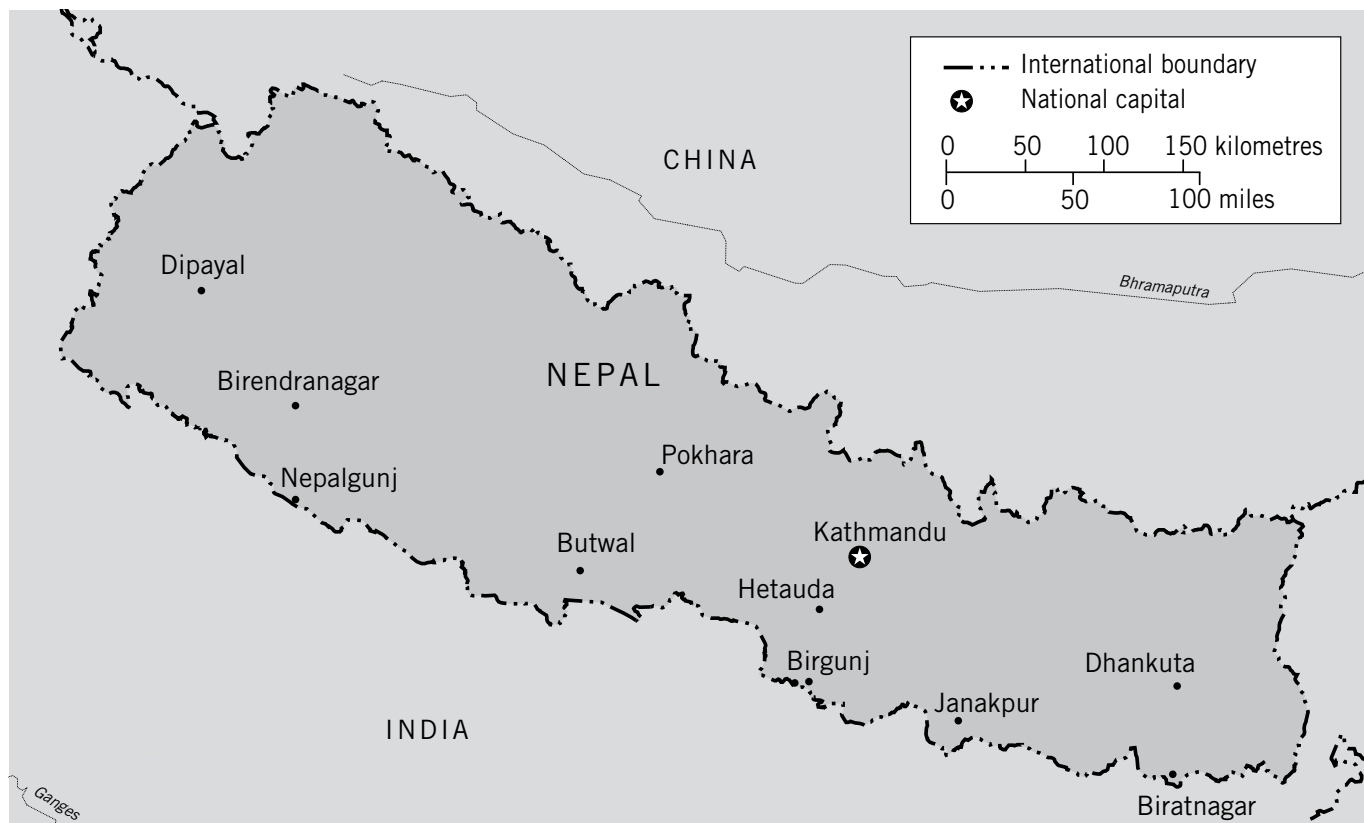 International boundary
National capital
0 50 100 150 kilometres
0 50 100 miles
CHINA
Dipayal
Bhramaputra
Birendranagar
NEPAL
Pokhara
Nepalgunj
Kathmandu
Butwal
Hetauda
Birgunj
Dhankuta
Janakpur
INDIA
Ganges
Biratnagar